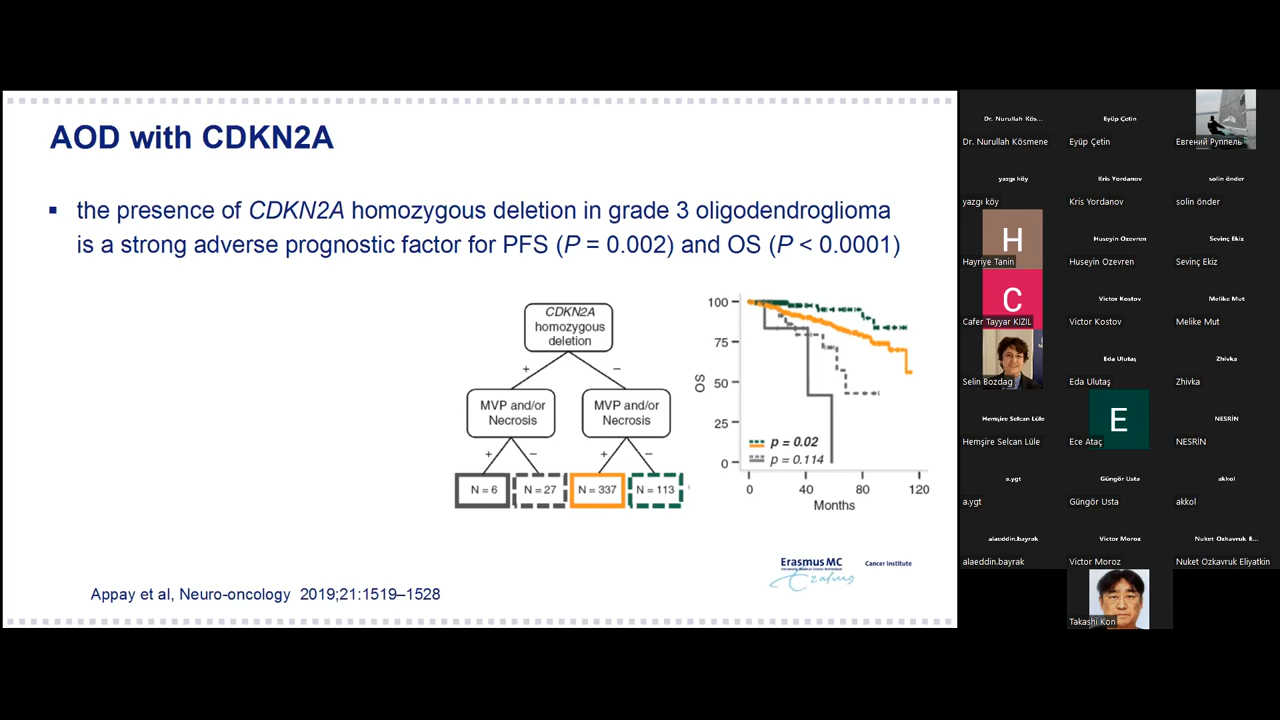 AOD with CDKN2A
▪ the presence of CDKN2A homozygous deletion in grade 3 oligodendroglioma
is a strong adverse prognostic factor for PFS (P = 0.002) and OS (P < 0.0001)
CDKN2A
homozygous
deletion
+ −
MVP and/or
Necrosis
MVP and/or
Necrosis
+ − + −
N = 6 N = 27 N = 337 N = 113
OS
100
75
50
25
0
p = 0.02
p = 0.114
0 40 80 120
Months
Erasmus MC
Cancer Institute
Erasmus
Appay et al, Neuro-oncology 2019;21:1519–1528
Dr. Nurullah Kös... Eyüp Çetin
Dr. Nurullah Kösmene Eyüp Çetin Евгений Руппель
yazgı köy Kris Yordanov solin önder
yazgı köy Kris Yordanov solin önder
H Huseyin Ozevren Sevinç Ekiz
Hayriye Tanin Huseyin Ozevren Sevinç Ekiz
C Victor Kostov Melike Mut
Cafer Tayyar KIZIL Victor Kostov Melike Mut
Eda Ulutaş Zhivka
Selin Bozdag Eda Ulutaş Zhivka
Hemşire Selcan Lüle E NESRİN
Hemşire Selcan Lüle Ece Ataç NESRİN
a.ygt Güngör Usta akkol
a.ygt Güngör Usta akkol
alaeddin.bayrak Victor Moroz Nuket Ozkavruk E...
alaeddin.bayrak Victor Moroz Nuket Ozkavruk Eliyatkin
Takashi Kon